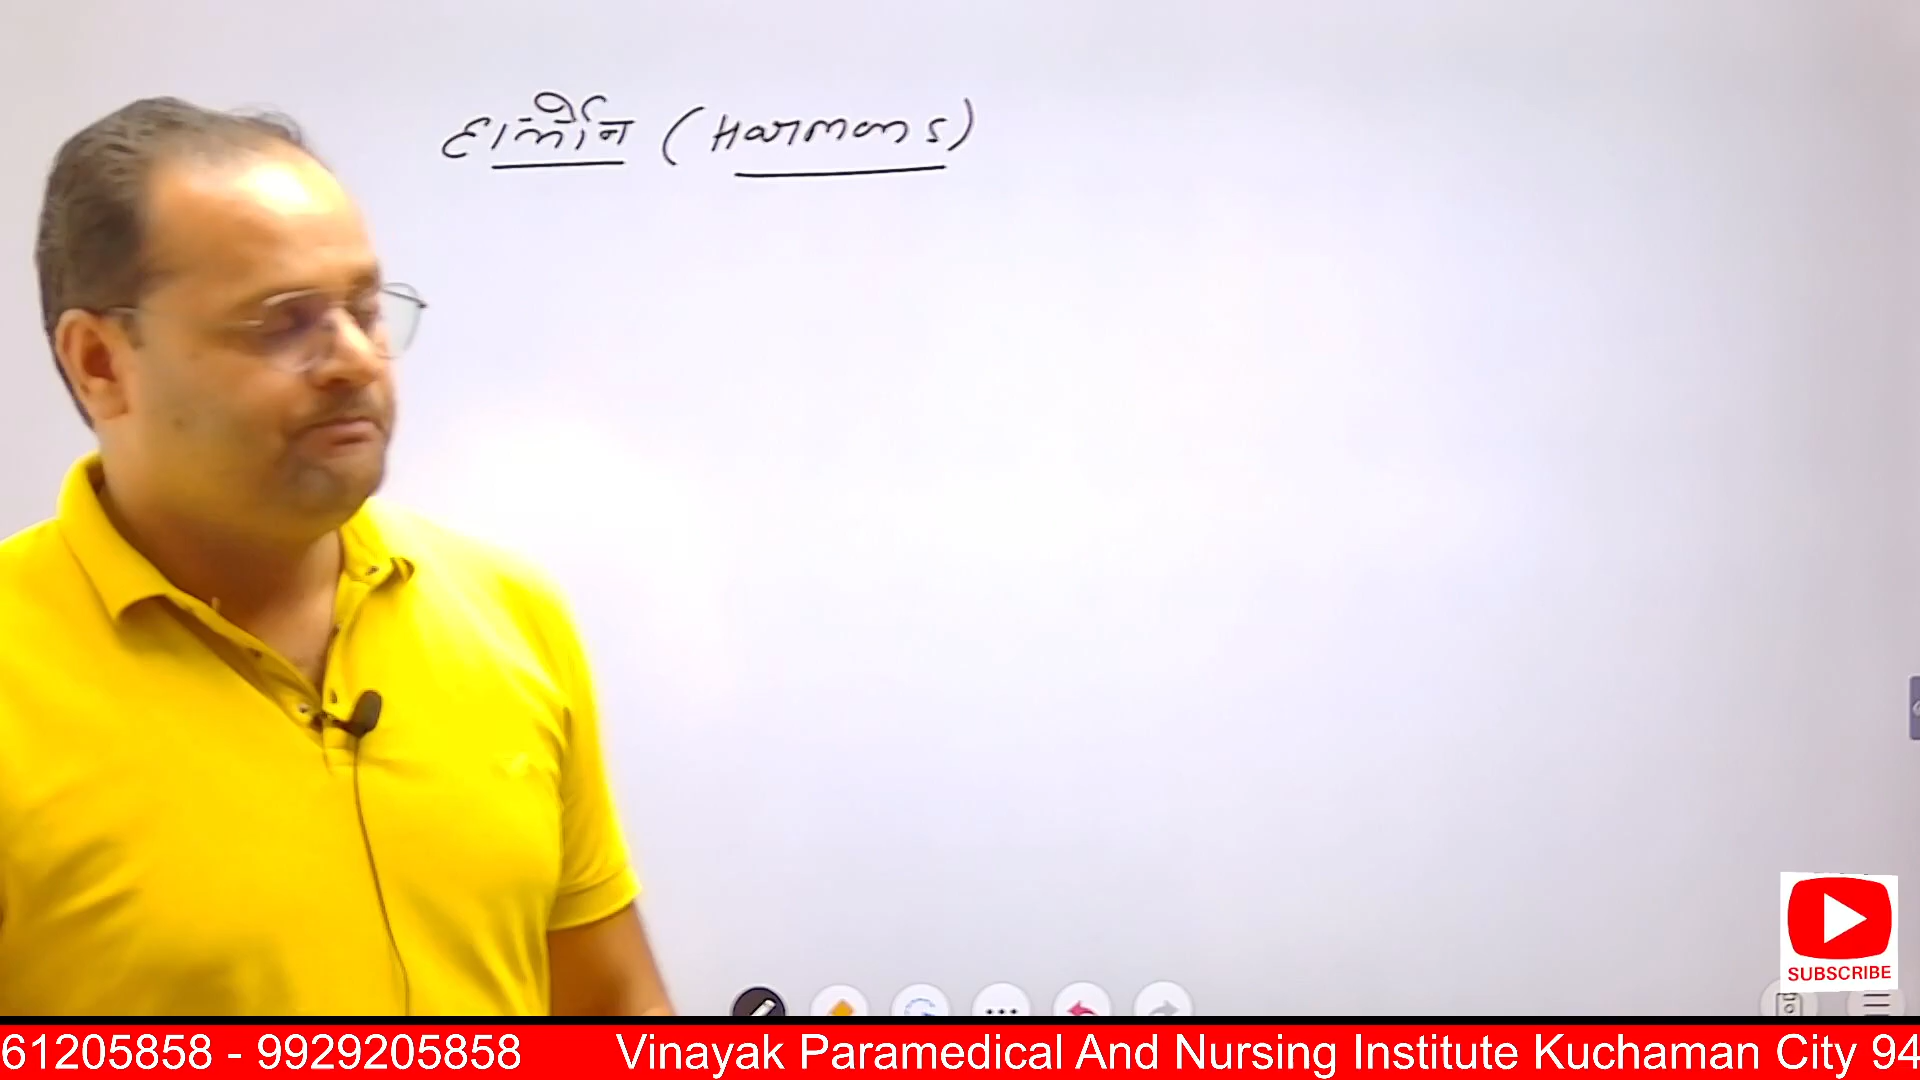 हार्मोन (Harmons)
SUBSCRIBE
61205858 - 9929205858 Vinayak Paramedical And Nursing Institute Kuchaman City 94